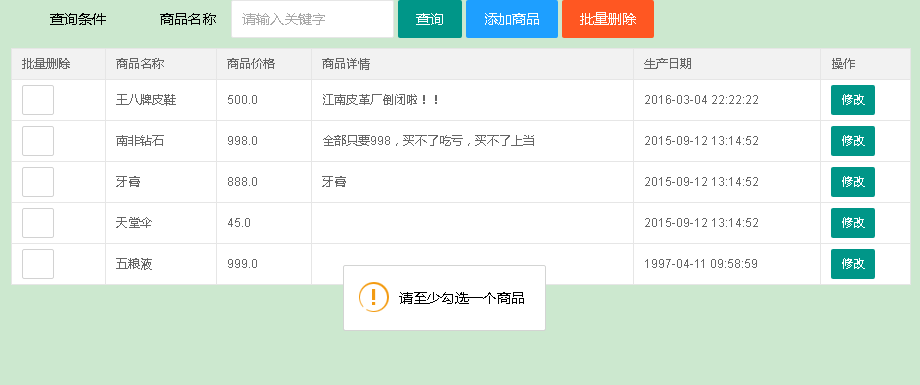 查询条件 商品名称 请输入关键字 查询 添加商品 批量删除
批量删除 商品名称 商品价格 商品详情 生产日期 操作
王八牌皮鞋 500.0 江南皮革厂倒闭啦！！ 2016-03-04 22:22:22 修改
南非钻石 998.0 全部只要998，买不了吃亏，买不了上当 2015-09-12 13:14:52 修改
牙膏 888.0 牙膏 2015-09-12 13:14:52 修改
天堂伞 45.0 2015-09-12 13:14:52 修改
五粮液 999.0 1997-04-11 09:58:59 修改
请至少勾选一个商品